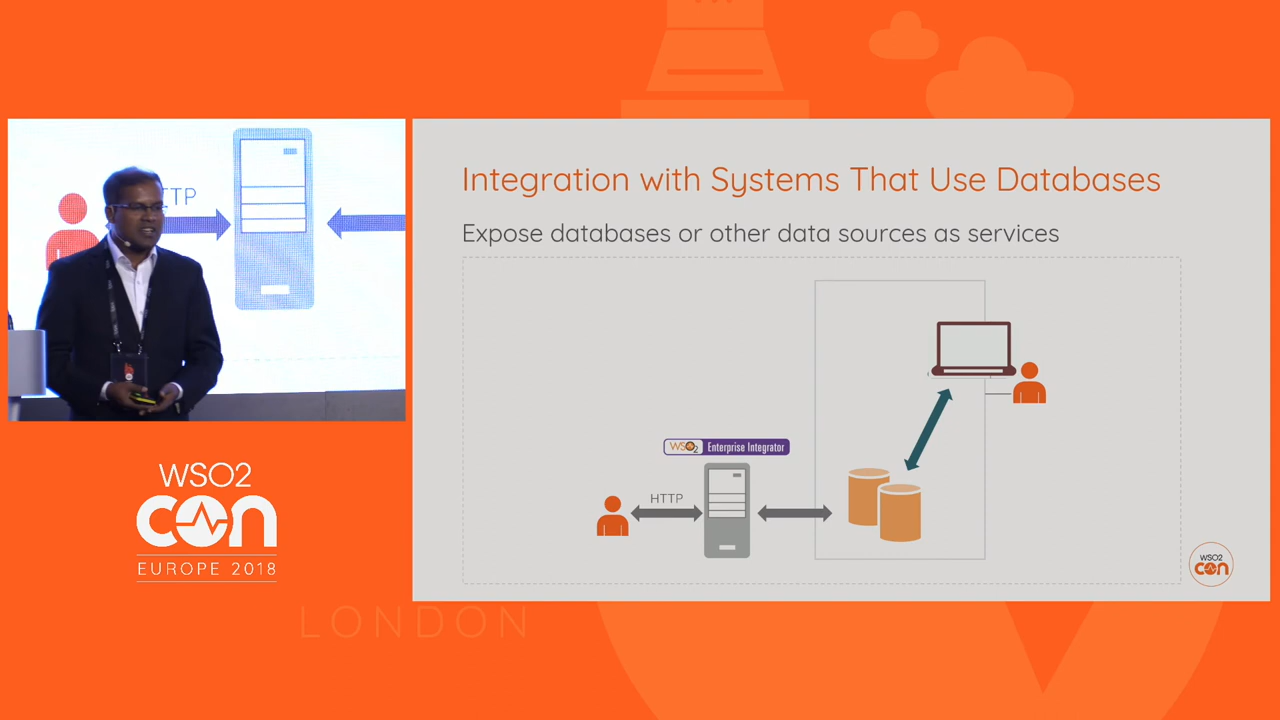 TP
WSO2
CON
EUROPE 2018
LONDON
Integration with Systems That Use Databases
Expose databases or other data sources as services
WSO2 Enterprise Integrator
HTTP
WSO2
CON